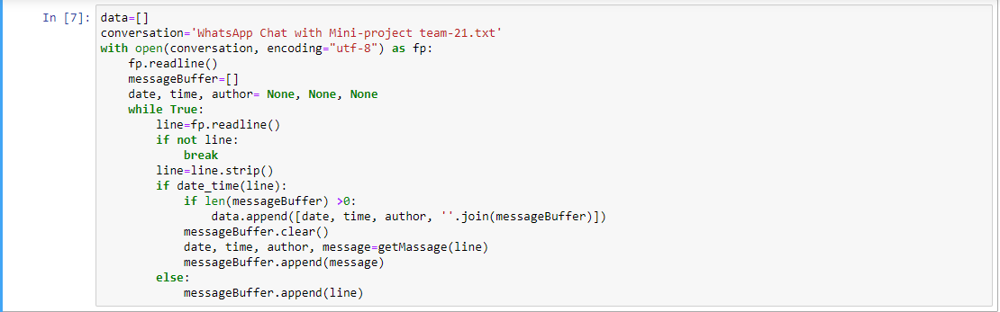 In [7]: data=[]
conversation='WhatsApp Chat with Mini-project team-21.txt'
with open(conversation, encoding="utf-8") as fp:
    fp.readline()
    messageBuffer=[]
    date, time, author= None, None, None
    while True:
        line=fp.readline()
        if not line:
            break
        line=line.strip()
        if date_time(line):
            if len(messageBuffer) >0:
                data.append([date, time, author, ''.join(messageBuffer)])
            messageBuffer.clear()
            date, time, author, message=getMassage(line)
            messageBuffer.append(message)
        else:
            messageBuffer.append(line)